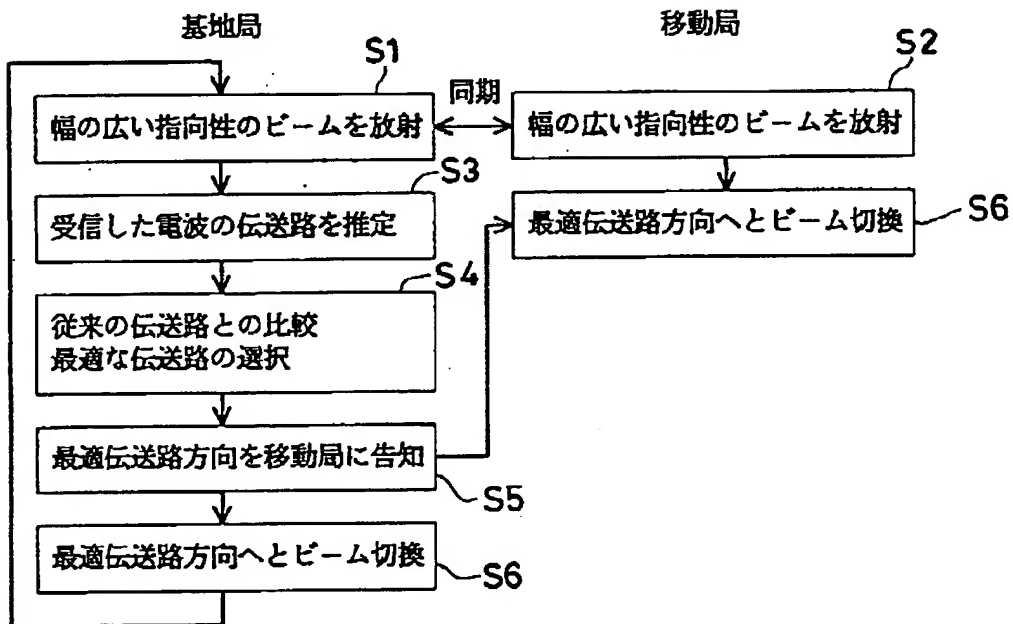 基地局
移動局
S1
S2
同期
幅の広い指向性のビームを放射
幅の広い指向性のビームを放射
S3
受信した電波の伝送路を推定
最適伝送路方向へとビーム切換
S6
S4
従来の伝送路との比較
最適な伝送路の選択
最適伝送路方向を移動局に告知
S5
最適伝送路方向へとビーム切換
S6